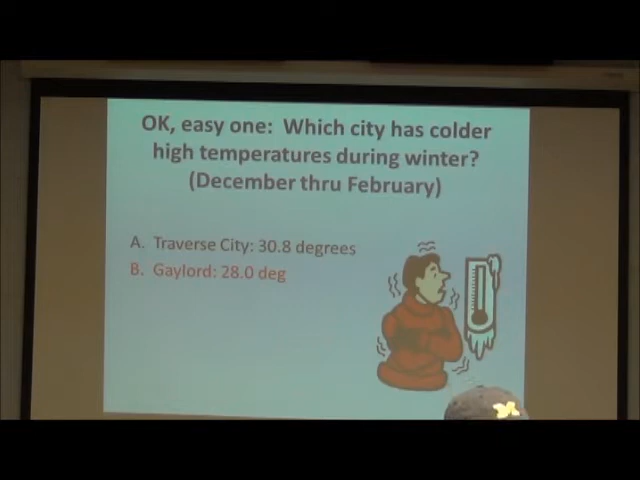 OK, easy one: Which city has colder
high temperatures during winter?
(December thru February)
A. Traverse City: 30.8 degrees
B. Gaylord: 28.0 deg